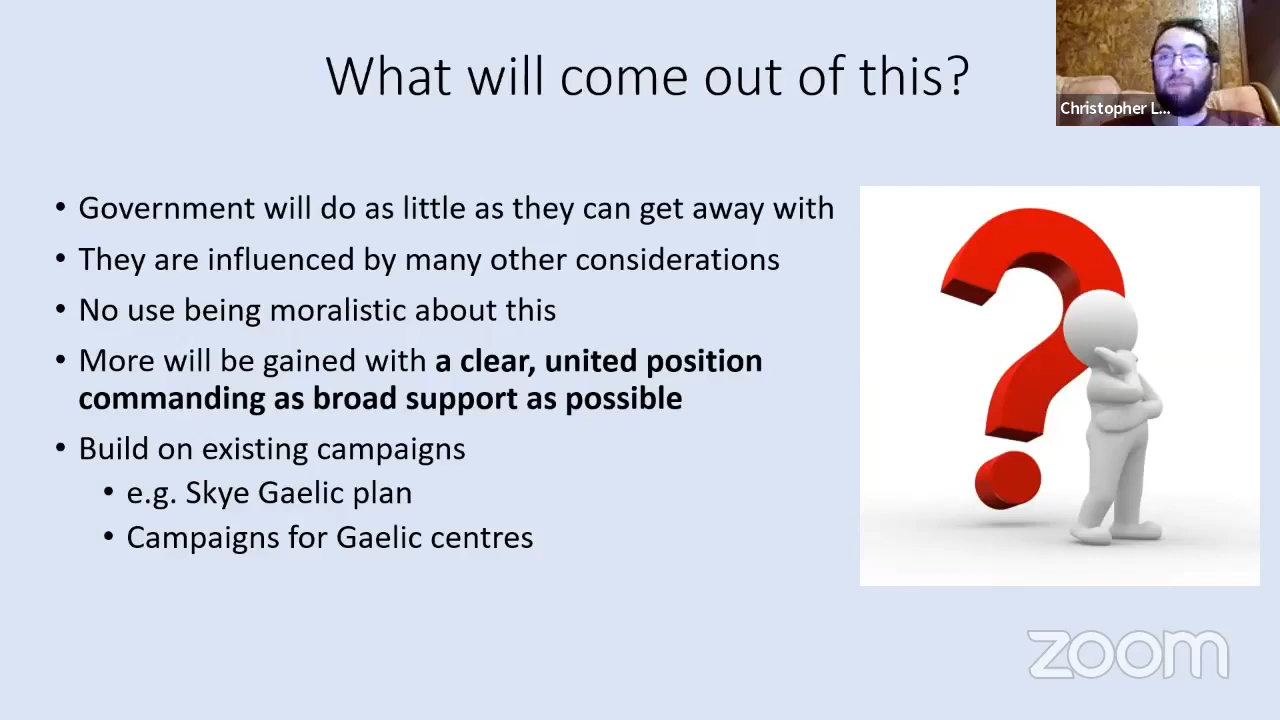 What will come out of this?
Christopher L...
• Government will do as little as they can get away with
• They are influenced by many other considerations
• No use being moralistic about this
• More will be gained with a clear, united position
commanding as broad support as possible
• Build on existing campaigns
• e.g. Skye Gaelic plan
• Campaigns for Gaelic centres
zoom